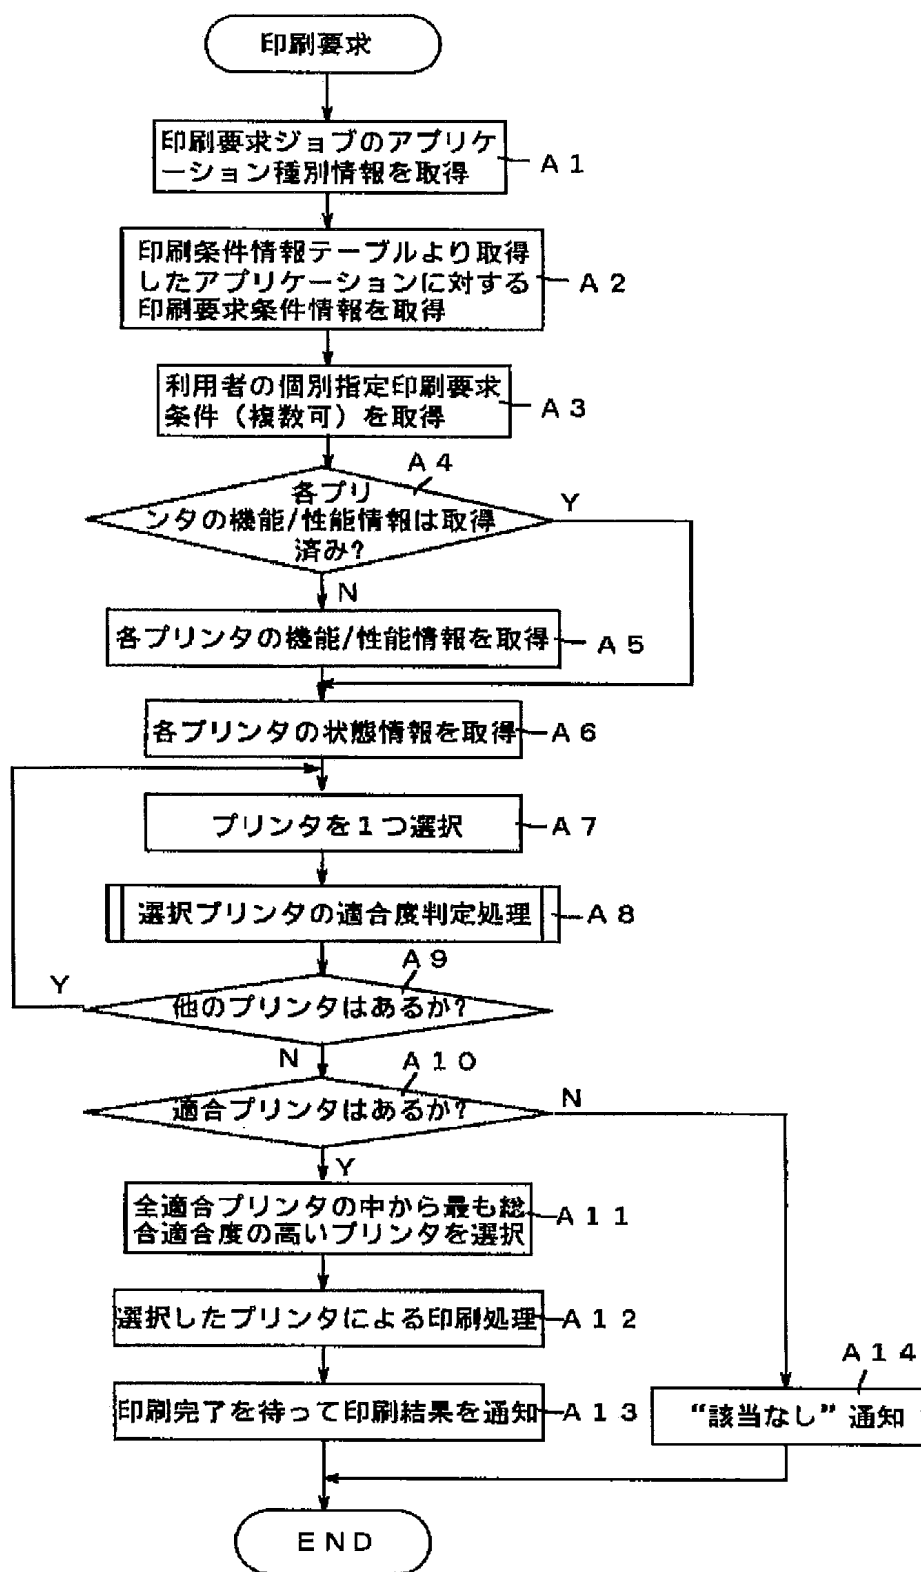 印刷要求
印刷要求ジョブのアプリケ
ーション種別情報を取得
A1
印刷条件情報テーブルより取得
したアプリケーションに対する
印刷要求条件情報を取得
A2
利用者の個別指定印刷要求
条件（複数可）を取得
A3
A4
各プリ
ンタの機能/性能情報は取得
済み?
Y
N
各プリンタの機能/性能情報を取得
A5
各プリンタの状態情報を取得
A6
プリンタを1つ選択
A7
選択プリンタの適合度判定処理
A8
A9
Y
他のプリンタはあるか?
N
A10
適合プリンタはあるか?
N
Y
全適合プリンタの中から最も総
合適合度の高いプリンタを選択
A11
選択したプリンタによる印刷処理
A12
A14
印刷完了を待って印刷結果を通知
A13
“該当なし”通知
END